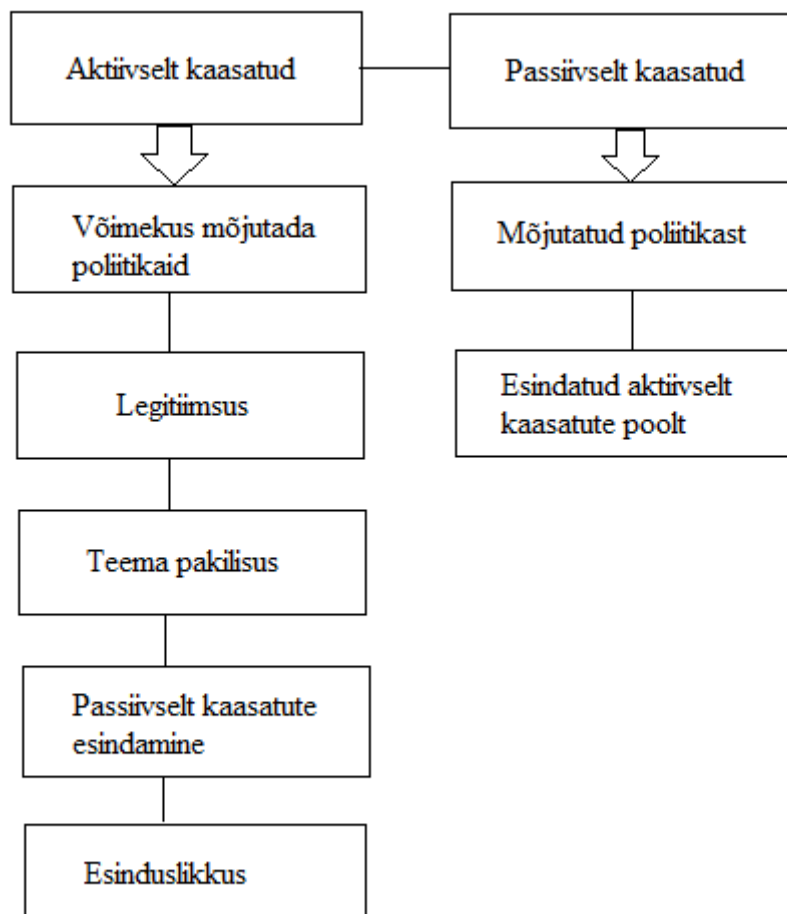 Aktiivselt kaasatud
Passiivselt kaasatud
Võimekus mõjutada
poliitikaid
Mõjutatud poliitikast
Legitiimsus
Esindatud aktiivselt
kaasatute poolt
Teema pakilisus
Passiivselt kaasatute
esindamine
Esinduslikkus